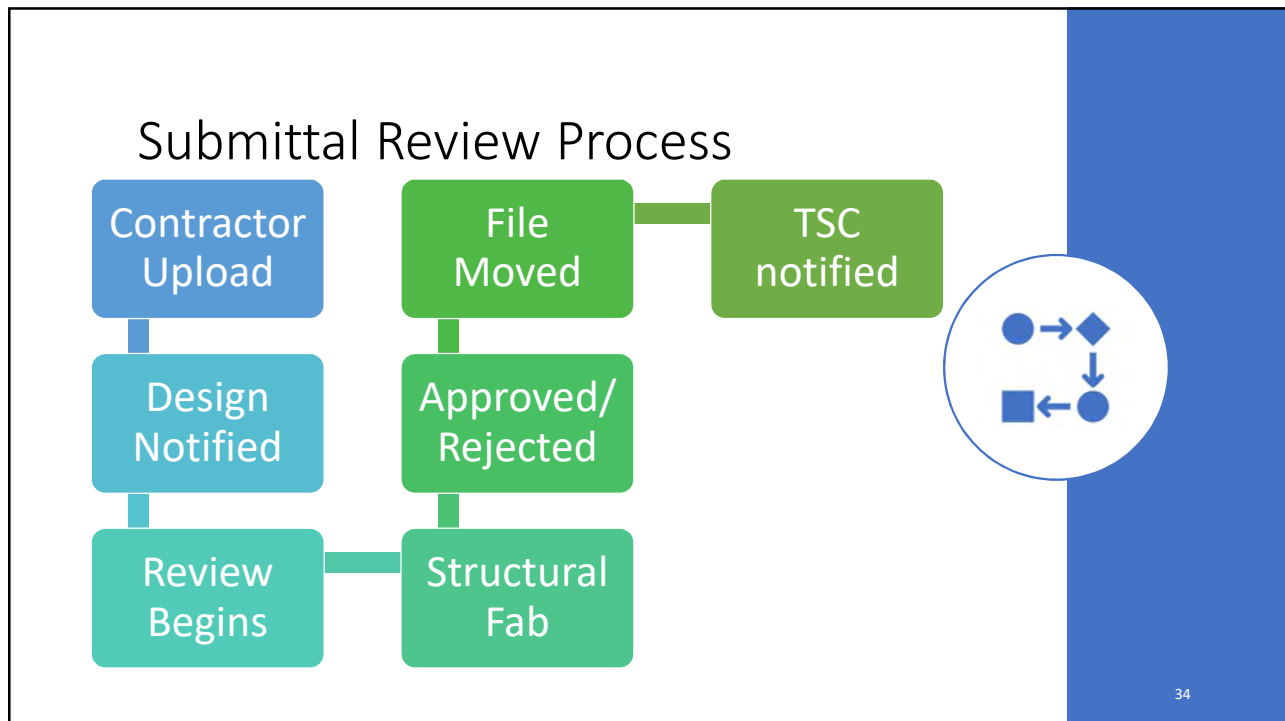 Submittal Review Process
Contractor
Upload
Design
Notified
Review
Begins
Structural
Fab
Approved/
Rejected
File
Moved
TSC
notified
34